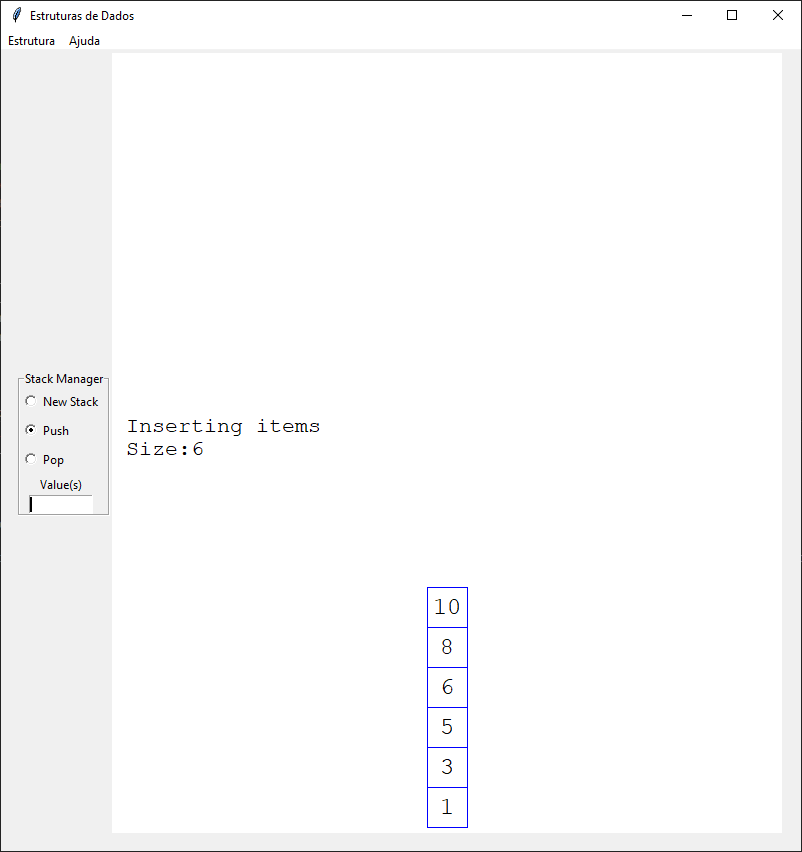 Estruturas de Dados
Estrutura Ajuda
Stack Manager
New Stack
Push
Pop
Value(s)
Inserting items
Size:6
10
8
6
5
3
1